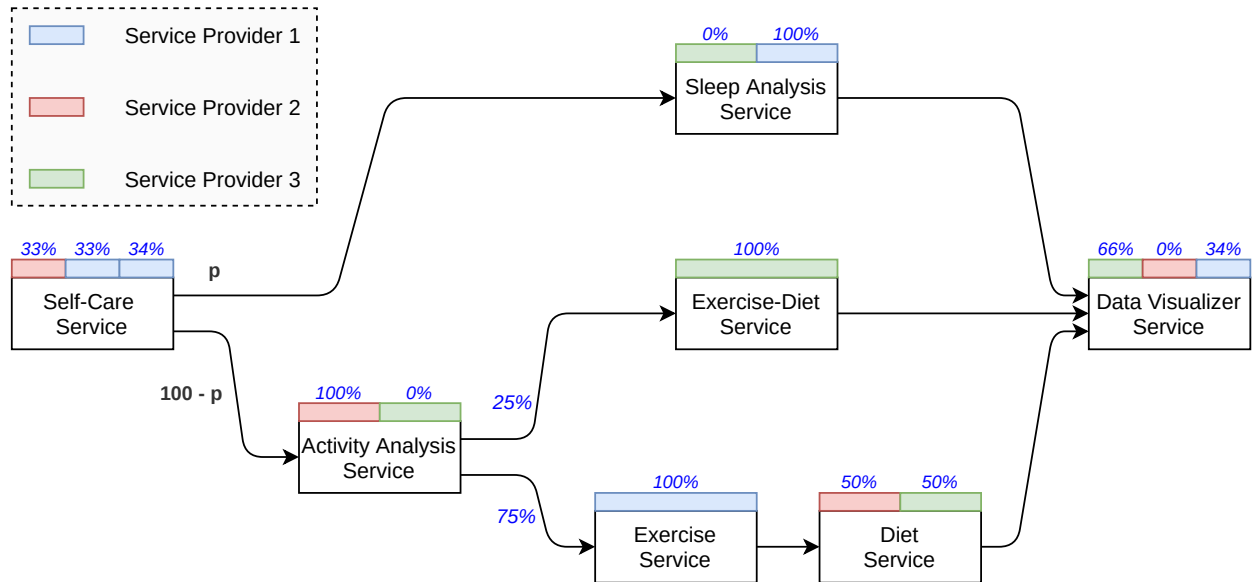 Service Provider 1
Service Provider 2
Service Provider 3
0% 100%
Sleep Analysis
Service
33% 33% 34%
Self-Care
Service
p
100 - p
100%
Exercise-Diet
Service
66% 0% 34%
Data Visualizer
Service
100% 0%
Activity Analysis
Service
25%
75%
100%
Exercise
Service
50% 50%
Diet
Service